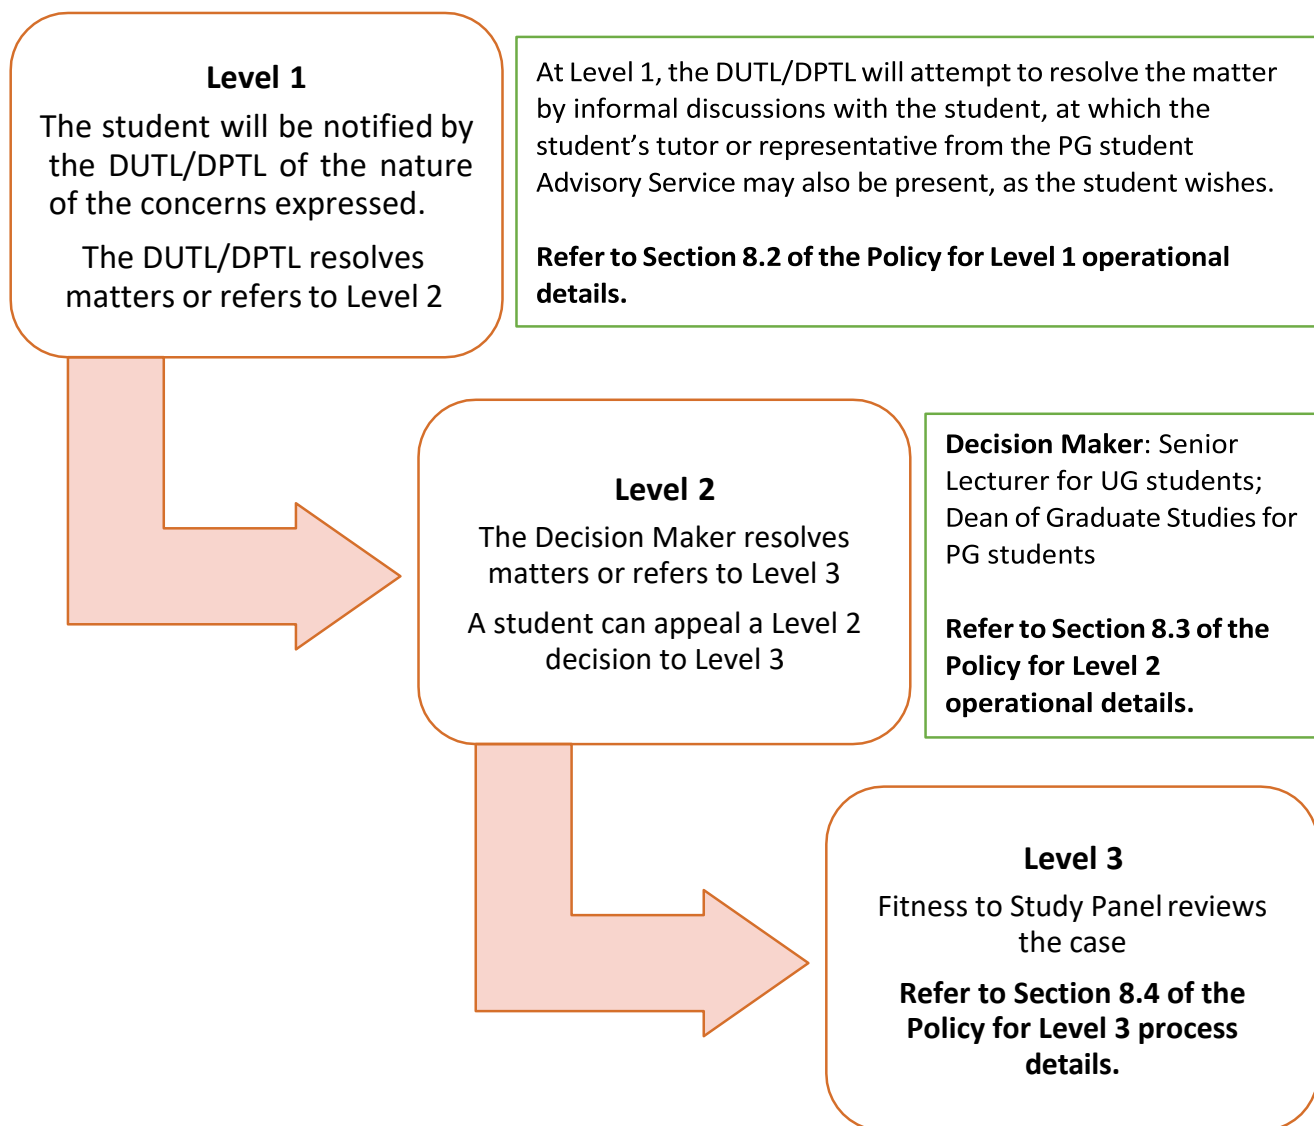 Level 1
The student will be notified by
the DUTL/DPTL of the nature
of the concerns expressed.
The DUTL/DPTL resolves
matters or refers to Level 2
At Level 1, the DUTL/DPTL will attempt to resolve the matter
by informal discussions with the student, at which the
student’s tutor or representative from the PG student
Advisory Service may also be present, as the student wishes.
Refer to Section 8.2 of the Policy for Level 1 operational
details.
Level 2
The Decision Maker resolves
matters or refers to Level 3
A student can appeal a Level 2
decision to Level 3
Decision Maker: Senior
Lecturer for UG students;
Dean of Graduate Studies for
PG students
Refer to Section 8.3 of the
Policy for Level 2
operational details.
Level 3
Fitness to Study Panel reviews
the case
Refer to Section 8.4 of the
Policy for Level 3 process
details.